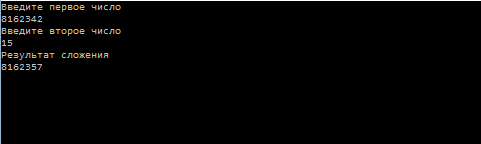 Введите первое число
8162342
Введите второе число
15
Результат сложения
8162357